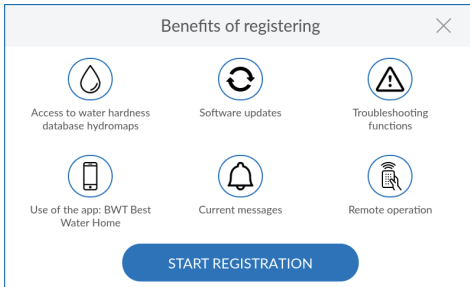 Benefits of registering
Access to water hardness
database hydromaps
Software updates
Troubleshooting
functions
Use of the app: BWT Best
Water Home
Current messages
Remote operation
START REGISTRATION